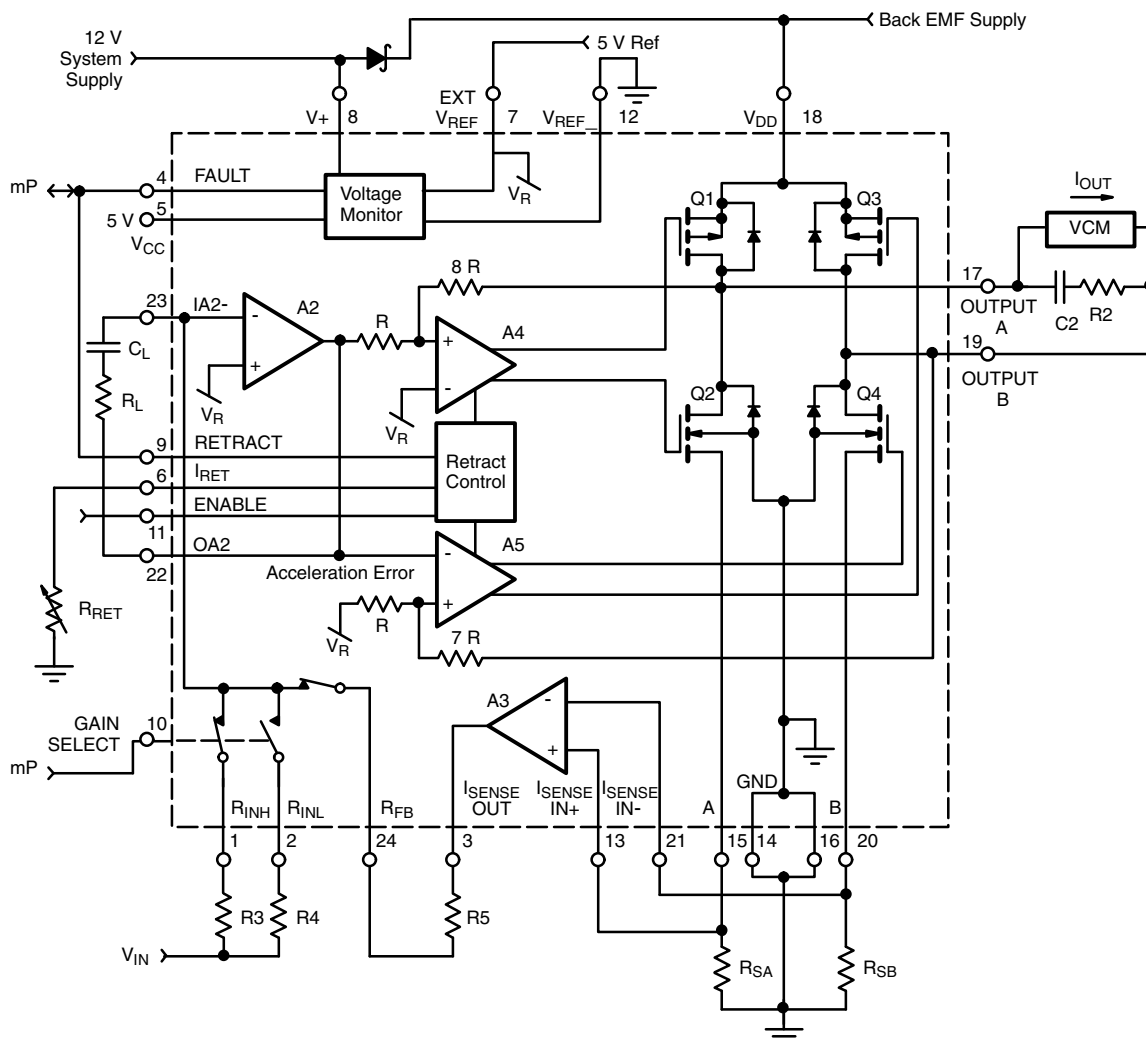 Back EMF Supply
12 V
System
Supply
5 V Ref
EXT
V+
8
VREF
7
VREF_
12
VDD
18
mP
4
FAULT
5 V
5
VCC
Voltage
Monitor
VR
Q1
Q3
IOUT
VCM
8 R
17
OUTPUT
A
C2
R2
23
IA2-
A2
R
A4
19
OUTPUT
B
CL
RL
-
+
+
-
VR
VR
Q2
Q4
9
RETRACT
6
IRET
ENABLE
11
Retract
Control
OA2
22
Acceleration Error
A5
-
+
RRET
VR
R
7 R
A3
-
+
GAIN
SELECT
10
mP
RINH
RINL
RFB
ISENSE
OUT
ISENSE
IN+
ISENSE
IN-
A
GND
B
1
2
24
3
13
21
15
14
16
20
R3
R4
R5
VIN
RSA
RSB